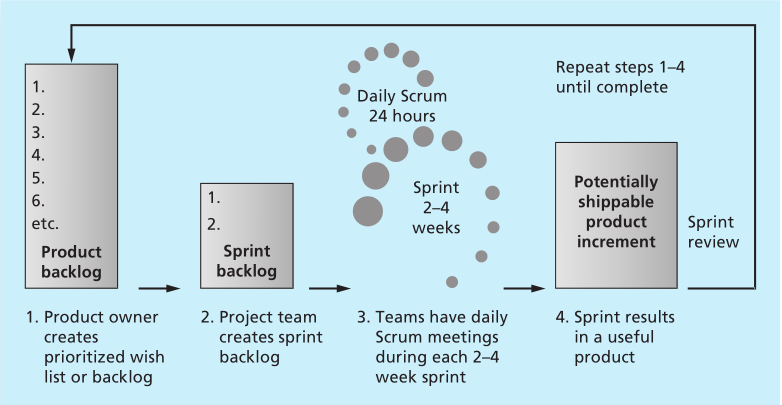 1.
2.
3.
4.
5.
6.
etc.
Product
backlog
1.
2.
Sprint
backlog
Daily Scrum
24 hours
Sprint
2–4
weeks
Repeat steps 1–4
until complete
Potentially
shippable
product
increment
Sprint
review
1. Product owner
creates
prioritized wish
list or backlog
2. Project team
creates sprint
backlog
3. Teams have daily
Scrum meetings
during each 2–4
week sprint
4. Sprint results
in a useful
product